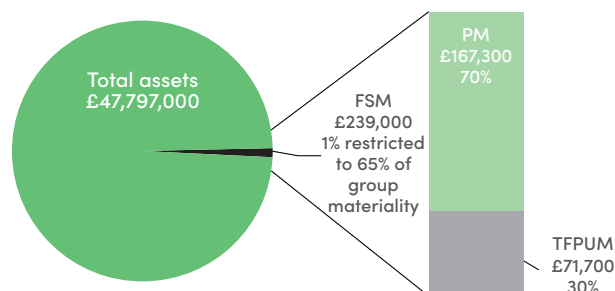 Total assets
£47,797,000
FSM
£239,000
1% restricted
to 65% of
group
materiality
PM
£167,300
70%
TFPUM
£71,700
30%